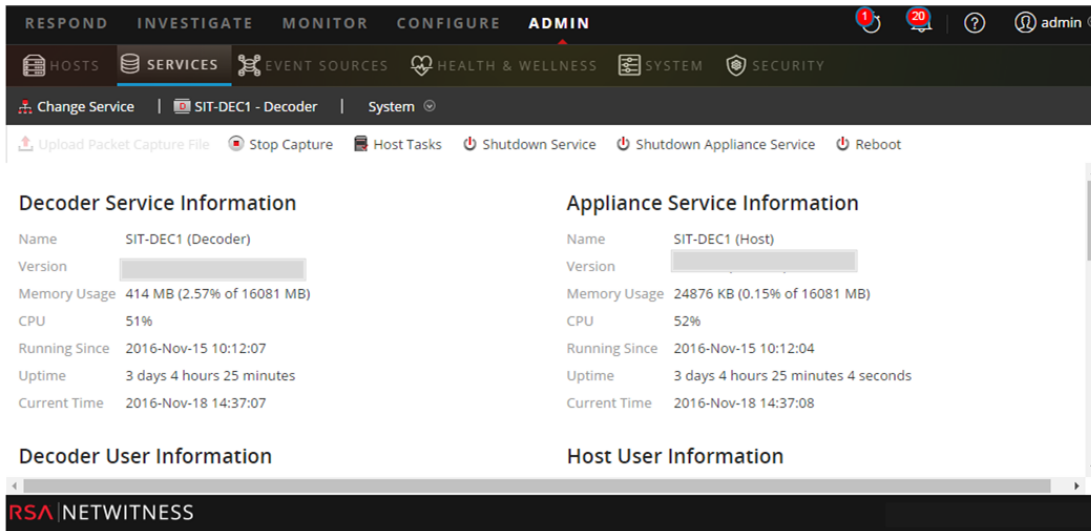 RESPOND INVESTIGATE MONITOR CONFIGURE ADMIN 1 20 ? admin
HOSTS SERVICES EVENT SOURCES HEALTH & WELLNESS SYSTEM SECURITY
Change Service | D SIT-DEC1 - Decoder | System
Upload Packet Capture File Stop Capture Host Tasks Shutdown Service Shutdown Appliance Service Reboot
Decoder Service Information
Name SIT-DEC1 (Decoder)
Version
Memory Usage 414 MB (2.57% of 16081 MB)
CPU 51%
Running Since 2016-Nov-15 10:12:07
Uptime 3 days 4 hours 25 minutes
Current Time 2016-Nov-18 14:37:07
Appliance Service Information
Name SIT-DEC1 (Host)
Version
Memory Usage 24876 KB (0.15% of 16081 MB)
CPU 52%
Running Since 2016-Nov-15 10:12:04
Uptime 3 days 4 hours 25 minutes 4 seconds
Current Time 2016-Nov-18 14:37:08
Decoder User Information
Host User Information
RSA NETWITNESS